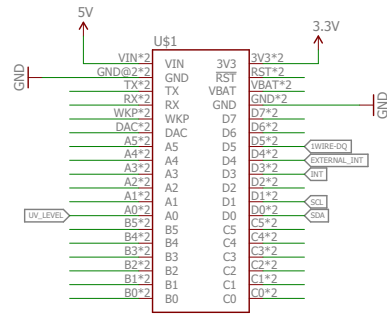 5V
3.3V
U$1
VIN*2 VIN 3V3 3V3*2
GND GND@2*2 GND RST RST*2
TX*2 TX VBAT VBAT*2
RX*2 RX GND GND*2 GND
WKP*2 WKP D7 D7*2
DAC*2 DAC D6 D6*2
A5*2 A5 D5 D5*2 1WIRE-DQ
A4*2 A4 D4 D4*2 EXTERNAL_INT
A3*2 A3 D3 D3*2 INT
A2*2 A2 D2 D2*2
A1*2 A1 D1 D1*2 SCL
UV_LEVEL A0*2 A0 D0 D0*2 SDA
B5*2 B5 C5 C5*2
B4*2 B4 C4 C4*2
B3*2 B3 C3 C3*2
B2*2 B2 C2 C2*2
B1*2 B1 C1 C1*2
B0*2 B0 C0 C0*2